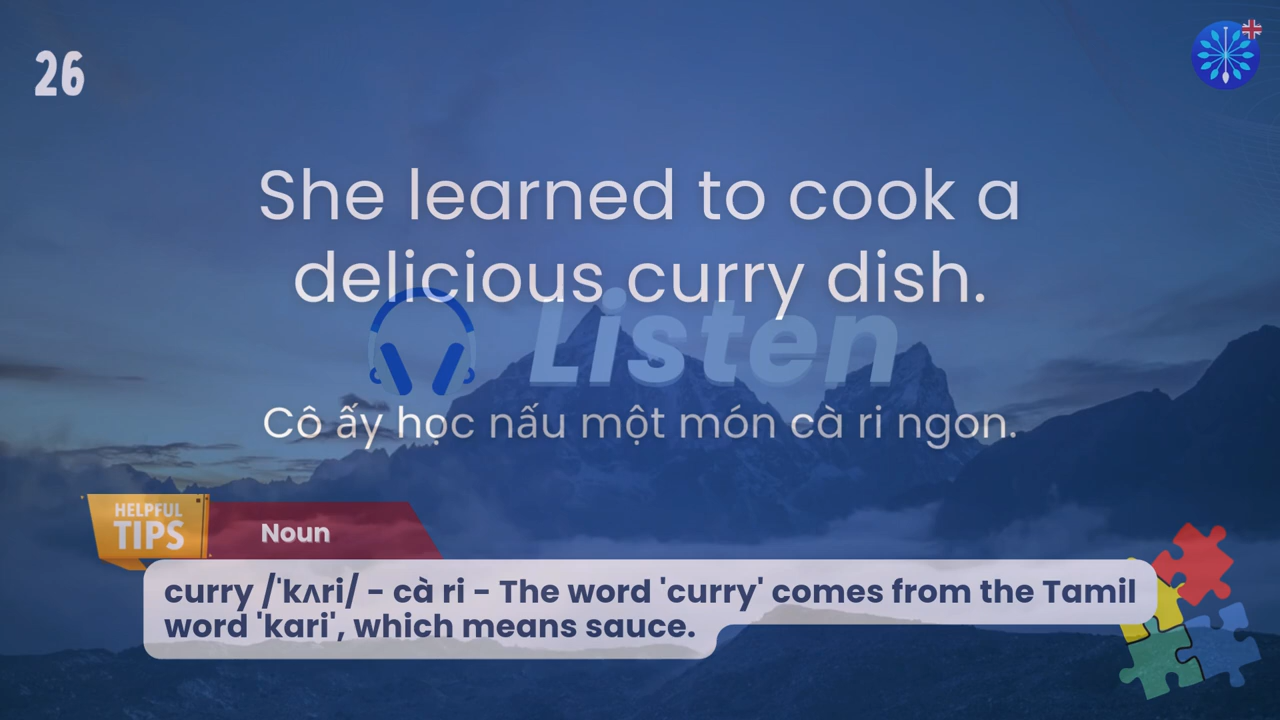 26
She learned to cook a
delicious curry dish.
Listen
Cô ấy học nấu một món cà ri ngon.
HELPFUL
TIPS
Noun
curry /'kʌri/ - cà ri - The word 'curry' comes from the Tamil
word 'kari', which means sauce.